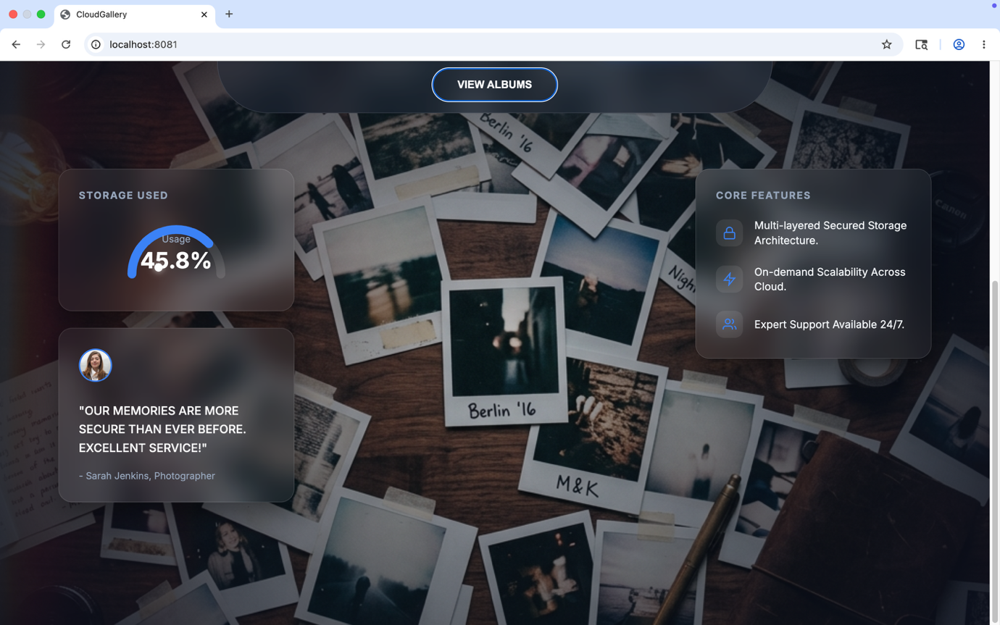 CloudGallery
localhost:8081
VIEW ALBUMS
Berlin '16
STORAGE USED
Usage
45.8%
CORE FEATURES
Multi-layered Secured Storage
Architecture.
On-demand Scalability Across
Cloud.
Expert Support Available 24/7.
Canon
Night
Berlin '16
"OUR MEMORIES ARE MORE
SECURE THAN EVER BEFORE.
EXCELLENT SERVICE!"
- Sarah Jenkins, Photographer
M&K